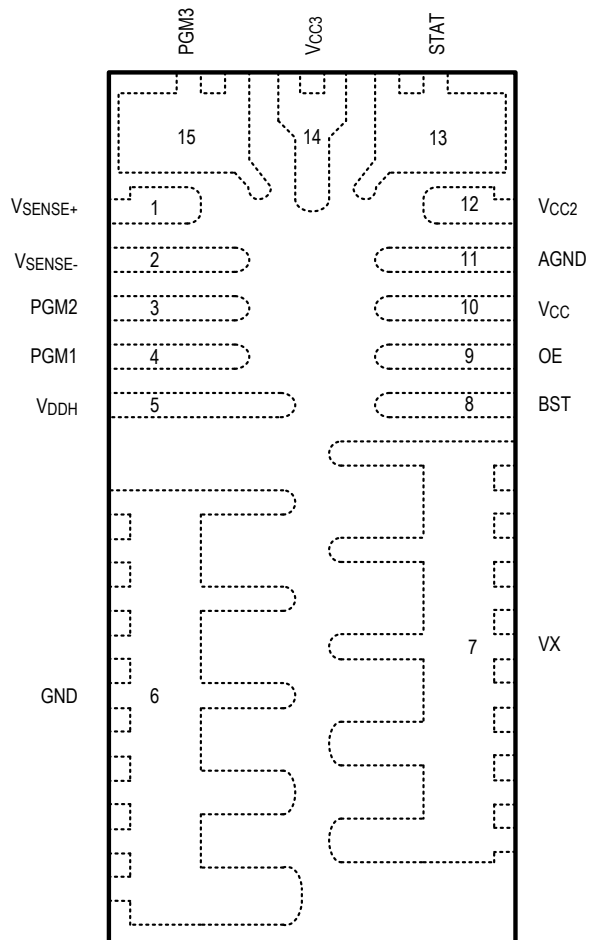 PGM3
VCC3
STAT
15
14
13
VSENSE+ 1 12 VCC2
VSENSE- 2 11 AGND
PGM2 3 10 VCC
PGM1 4 9 OE
VDDH 5 8 BST
7 VX
GND 6